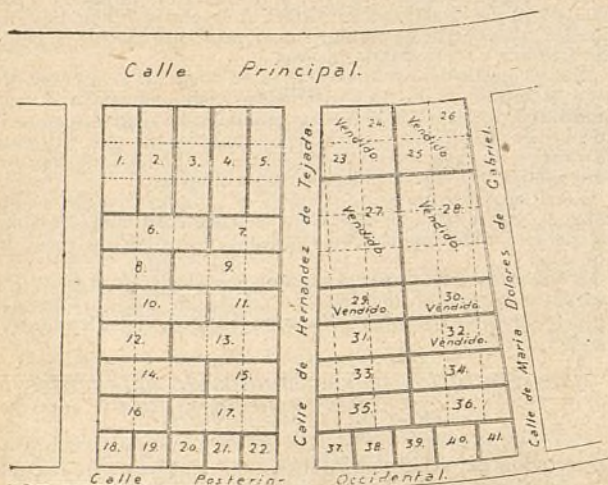 Calle Principal.
1. 2. 3. 4. 5.
6. 7.
8. 9.
10. 11.
12. 13.
14. 15.
16. 17.
18. 19. 20. 21. 22.
Calle de Hernández de Tejada.
24. 26
Vendido Vendido
23 25
27. 28.
Vendido Vendido.
29. 30.
Vendido. Vendido.
31. 32.
Vendido.
33. 34.
35. 36.
37. 38. 39. 40. 41.
Calle de Maria Dolores de Gabriel.
Calle Posterio- Occidental.